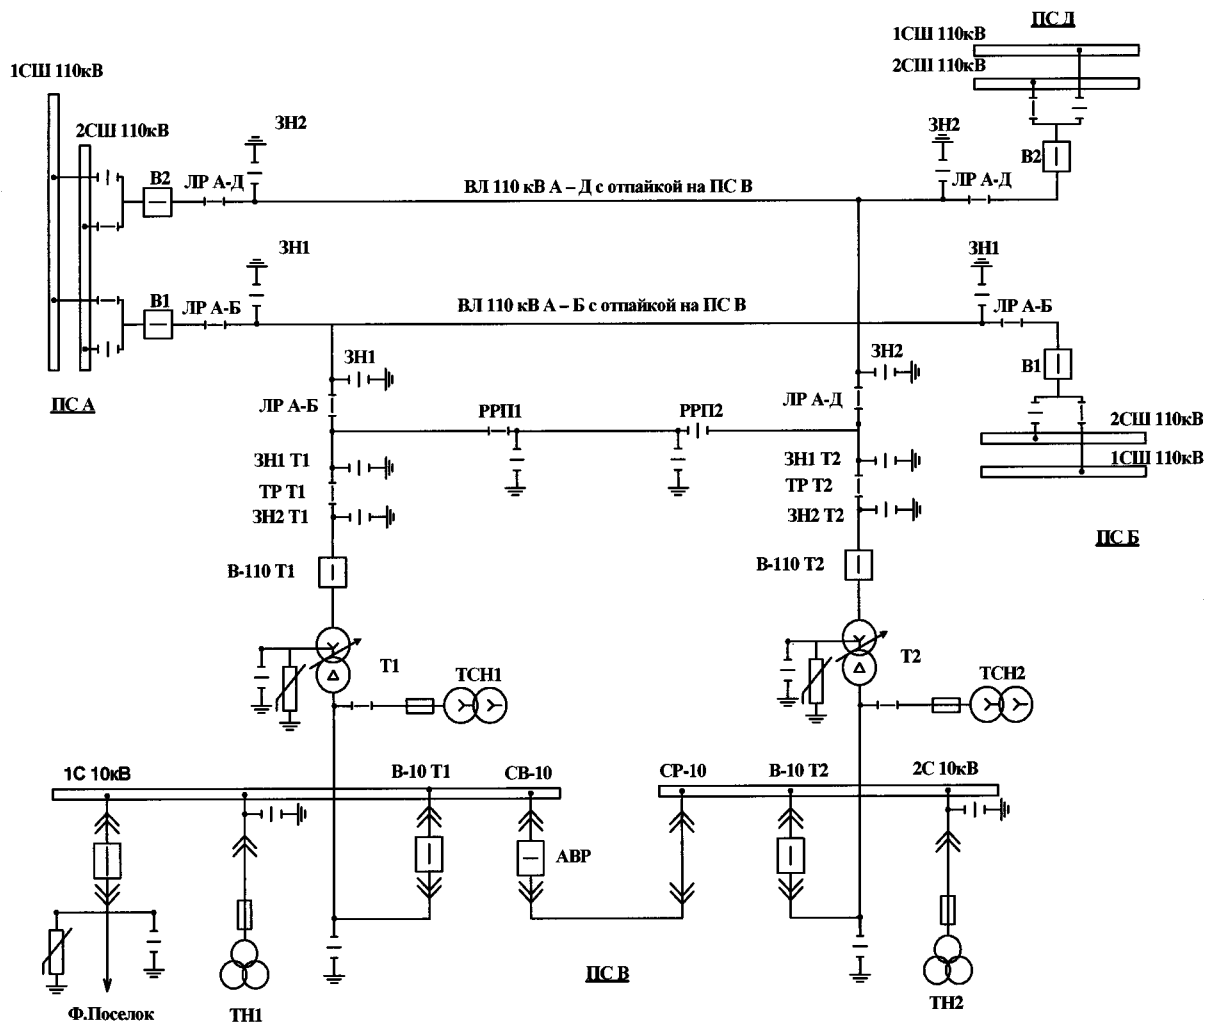 ПС Д
1СШ 110кВ
2СШ 110кВ
1СШ 110кВ
2СШ 110кВ
ЗН2
ЗН2
В2
В2
ЛР А-Д
ВЛ 110 кВ А – Д с отпайкой на ПС В
ЛР А-Д
ЗН1
ЗН1
В1
ЛР А-Б
ВЛ 110 кВ А – Б с отпайкой на ПС В
ЛР А-Б
ЗН1
ЗН2
В1
ПС А
ЛР А-Б
РРП1
РРП2
ЛР А-Д
2СШ 110кВ
1СШ 110кВ
ЗН1 Т1
ЗН1 Т2
ТР Т1
ТР Т2
ЗН2 Т1
ЗН2 Т2
ПС Б
В-110 Т1
В-110 Т2
Т1
Т2
ТСН1
ТСН2
1С 10кВ
В-10 Т1
СВ-10
СР-10
В-10 Т2
2С 10кВ
АВР
ПС В
Ф.Поселок
ТН1
ТН2